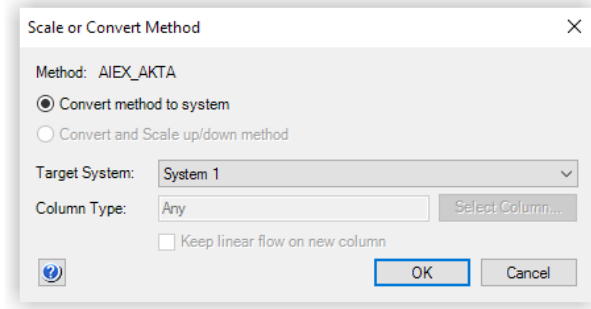 Scale or Convert Method
Method: AIEX_AKTA
Convert method to system
Convert and Scale up/down method
Target System: System 1
Column Type: Any Select Column...
Keep linear flow on new column
? OK Cancel